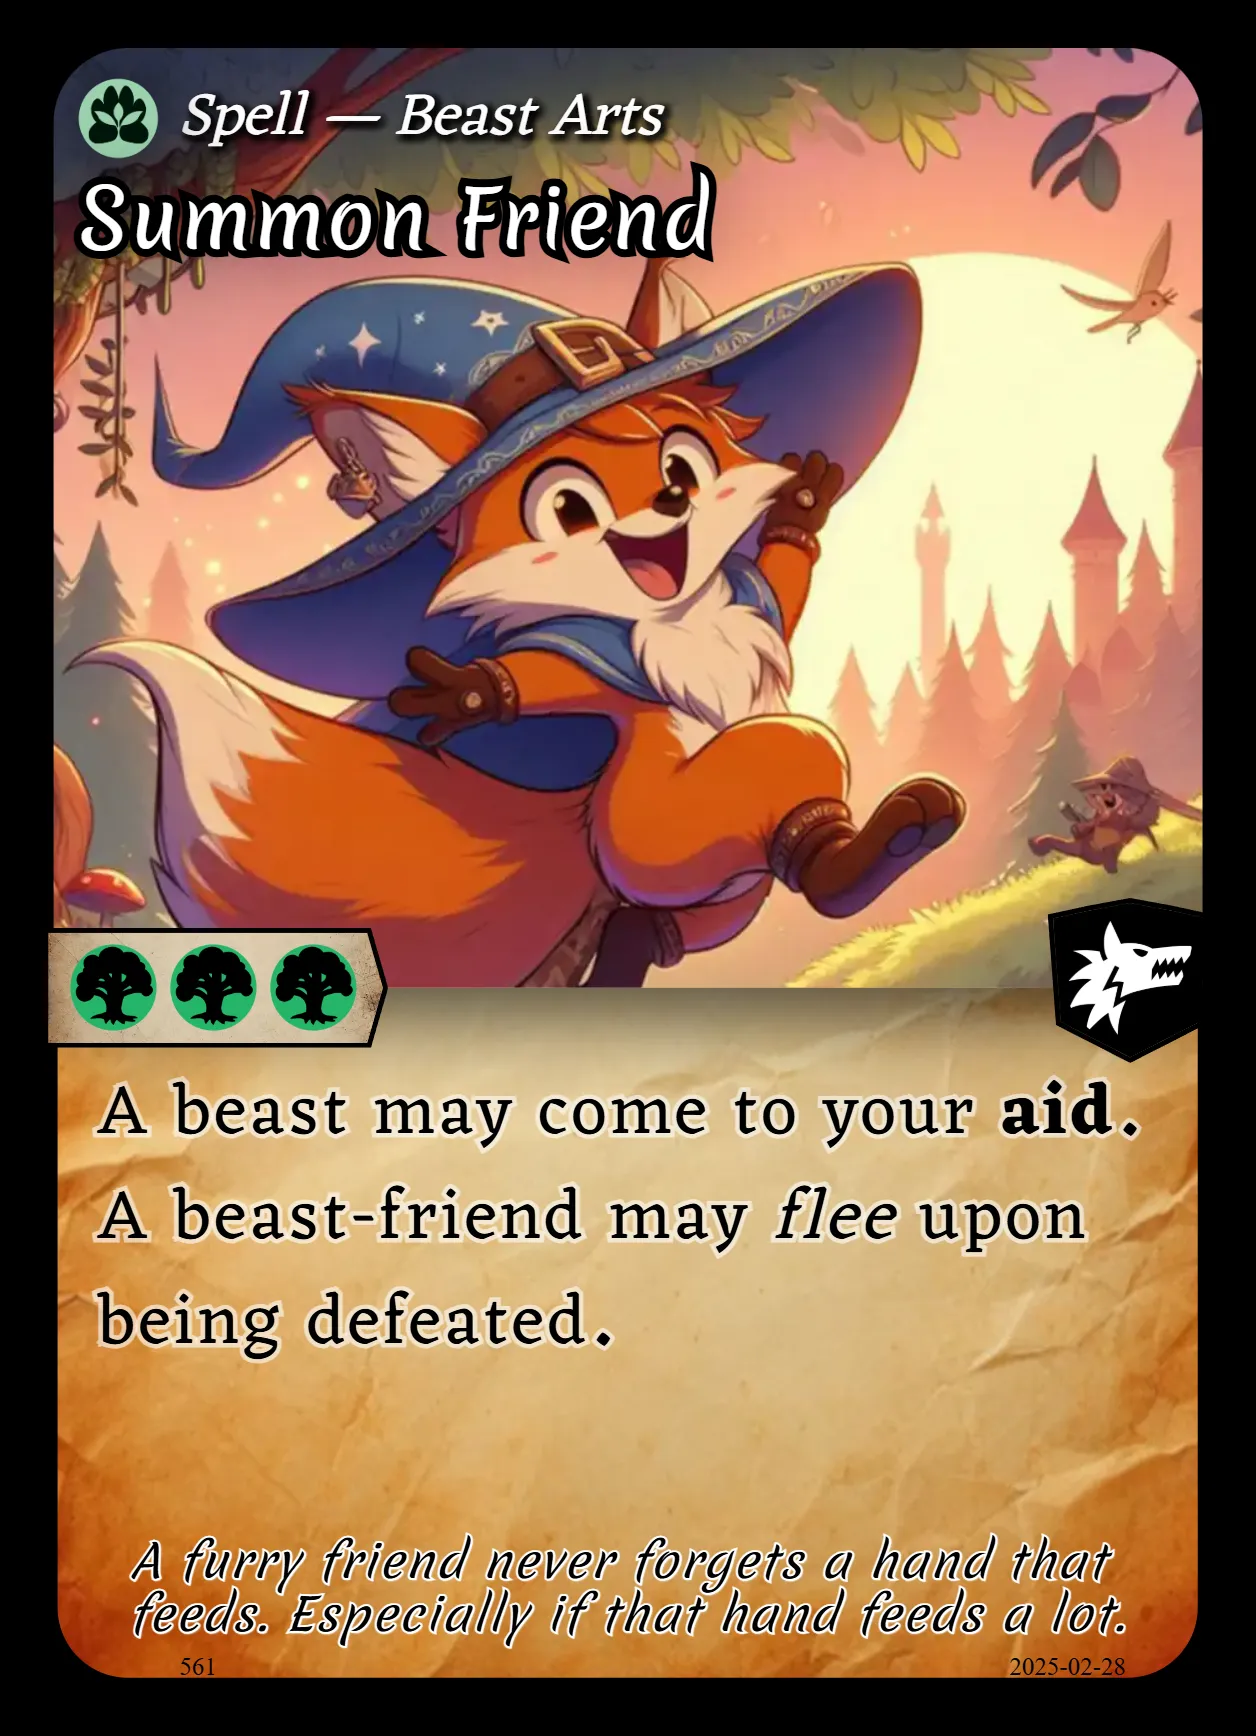 Spell — Beast Arts
Summon Friend
A beast may come to your aid.
A beast-friend may flee upon
being defeated.
A furry friend never forgets a hand that
feeds. Especially if that hand feeds a lot.
561
2025-02-28